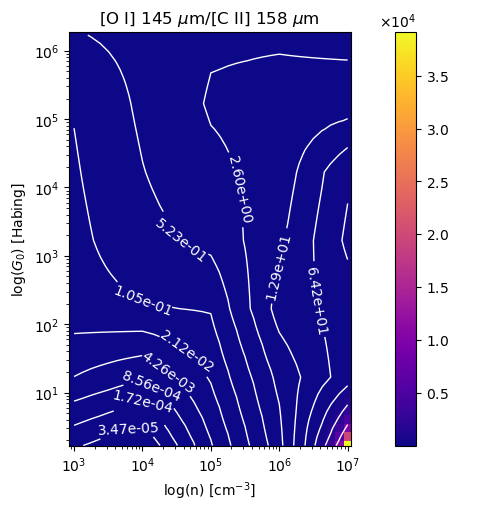 [O I] 145 μm/[C II] 158 μm
×10⁴
10⁶
10⁵
10⁴
10³
10²
10¹
log(G₀) [Habing]
2.60e+00
5.23e-01
1.29e+01
6.42e+01
1.05e-01
2.12e-02
4.26e-03
8.56e-04
1.72e-04
3.47e-05
3.5
3.0
2.5
2.0
1.5
1.0
0.5
10³ 10⁴ 10⁵ 10⁶ 10⁷
log(n) [cm⁻³]